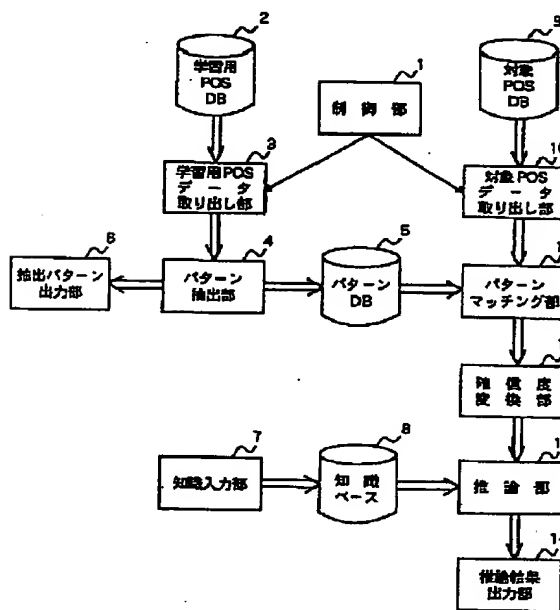 2
学習用
POS
DB
9
対象
POS
DB
1
制御部
3
学習用POS
データ
取り出し部
10
対象POS
データ
取り出し部
6
抽出パターン
出力部
4
パターン
抽出部
5
パターン
DB
パターン
マッチング部
確信度
変換部
7
知識入力部
8
知識
ベース
推論部
推論結果
出力部